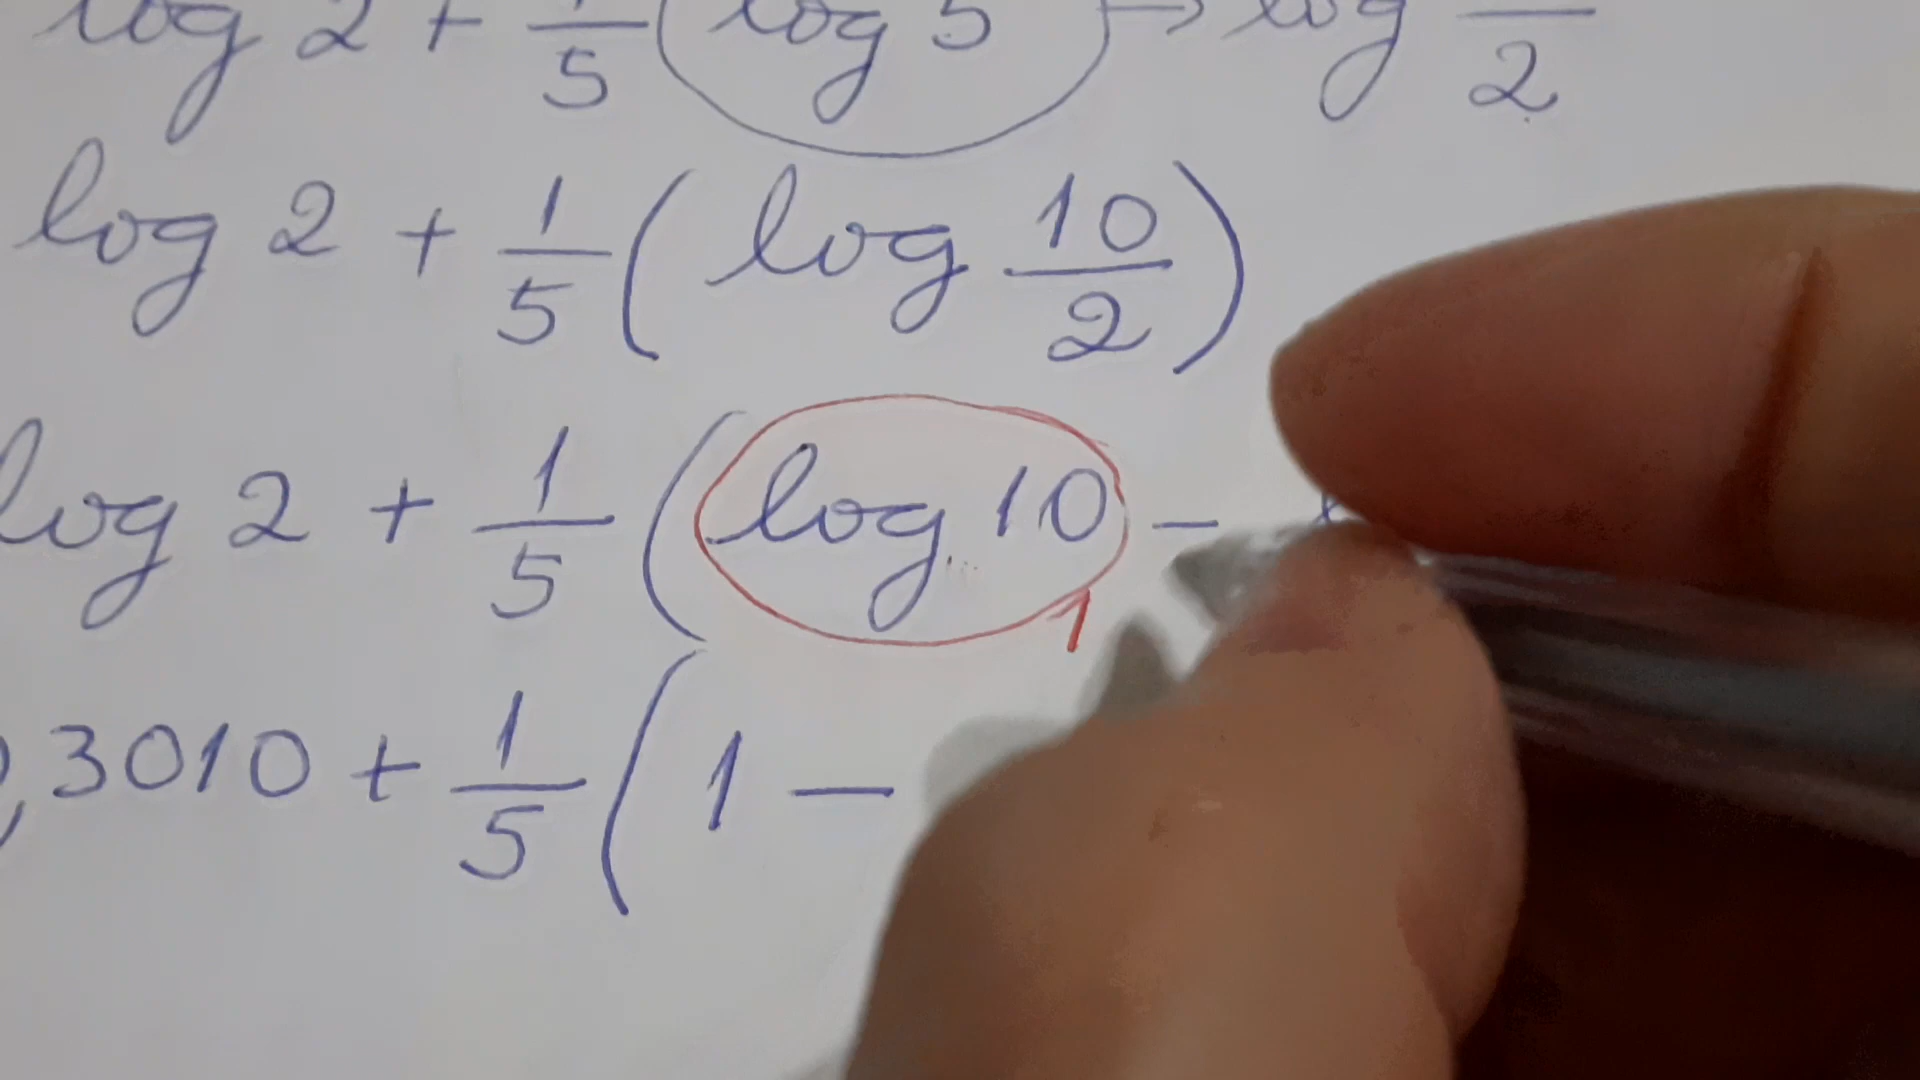 log 2 + 1/5 (log 5) → log —/2
log 2 + 1/5 ( log 10/2 )
log 2 + 1/5 ( log 10 -
1
,3010 + 1/5 ( 1 -